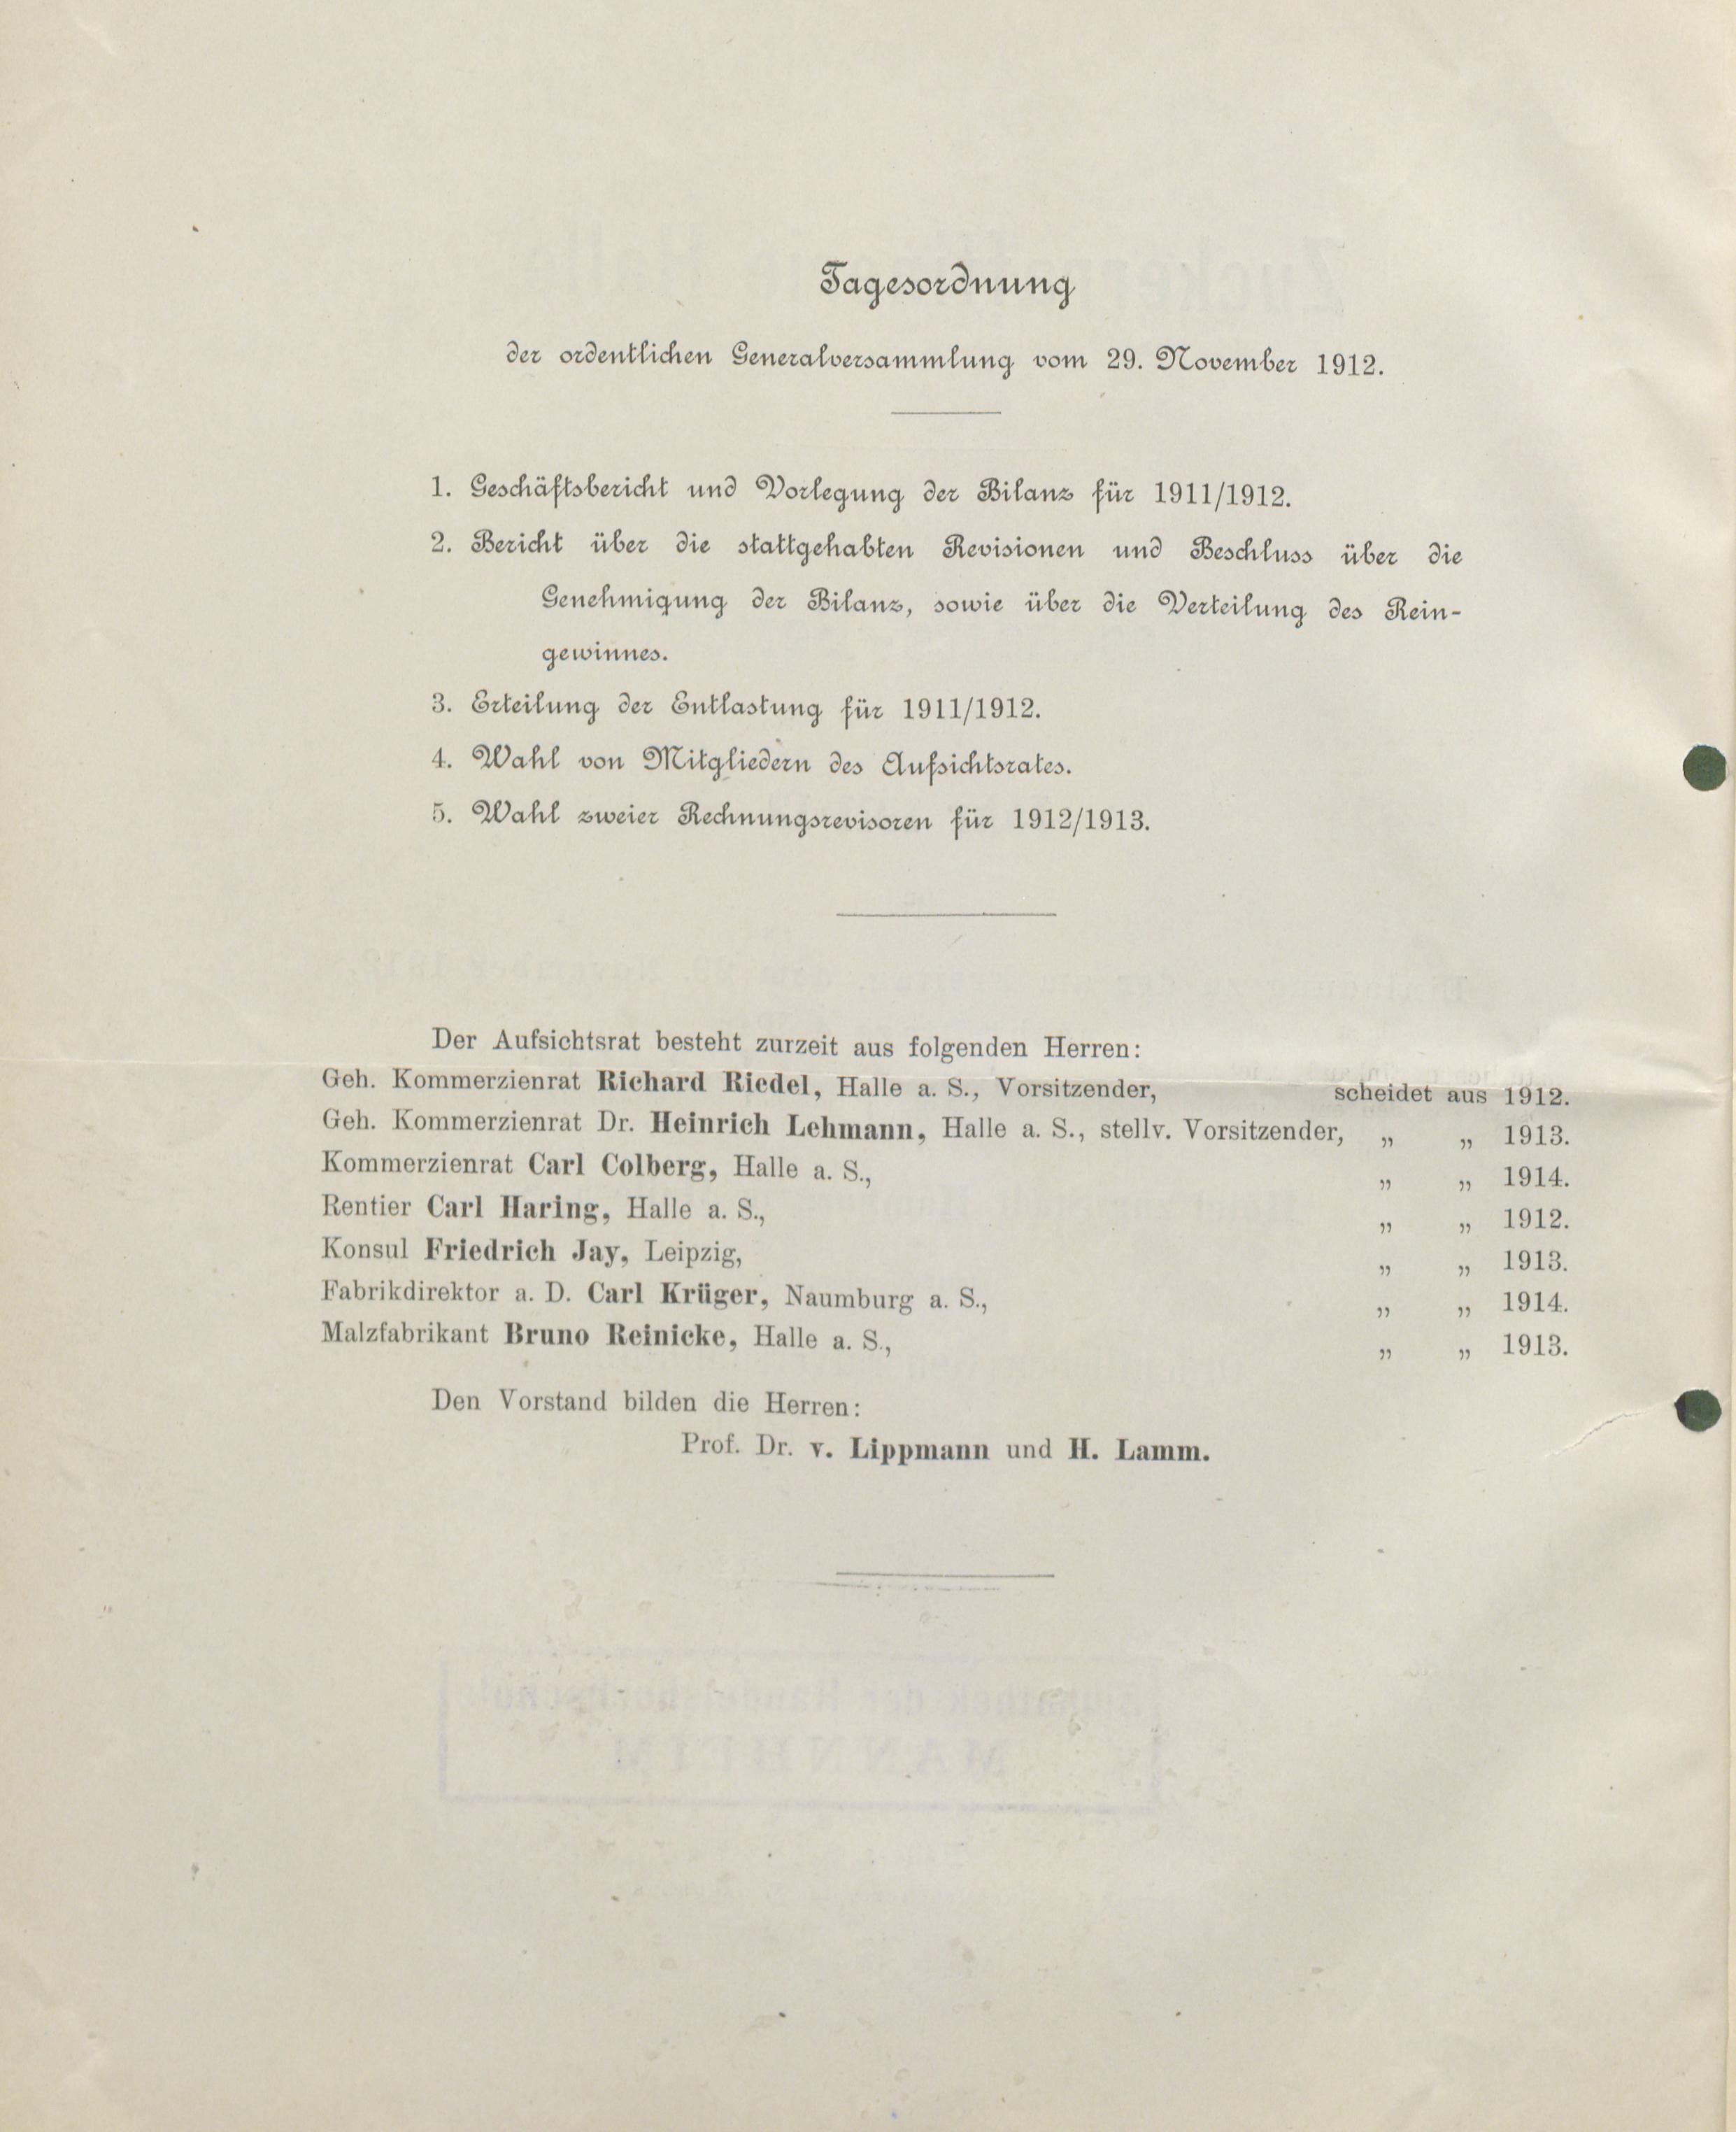 Tagesordnung
der ordentlichen Generalversammlung vom 29. November 1912.
1. Geschäftsbericht und Vorlegung der Bilanz für 1911/1912.
2. Bericht über die stattgehabten Revisionen und Beschluss über die
Genehmigung der Bilanz, sowie über die Verteilung des Rein-
gewinnes.
3. Erteilung der Entlastung für 1911/1912.
4. Wahl von Mitgliedern des Aufsichtsrates.
5. Wahl zweier Rechnungsrevisoren für 1912/1913.
Der Aufsichtsrat besteht zurzeit aus folgenden Herren:
Geh. Kommerzienrat Richard Riedel, Halle a. S., Vorsitzender, scheidet aus 1912.
Geh. Kommerzienrat Dr. Heinrich Lehmann, Halle a. S., stellv. Vorsitzender, „ „ 1913.
Kommerzienrat Carl Colberg, Halle a. S., „ „ 1914.
Rentier Carl Haring, Halle a. S., „ „ 1912.
Konsul Friedrich Jay, Leipzig, „ „ 1913.
Fabrikdirektor a. D. Carl Krüger, Naumburg a. S., „ „ 1914.
Malzfabrikant Bruno Reinicke, Halle a. S., „ „ 1913.
Den Vorstand bilden die Herren:
Prof. Dr. v. Lippmann und H. Lamm.